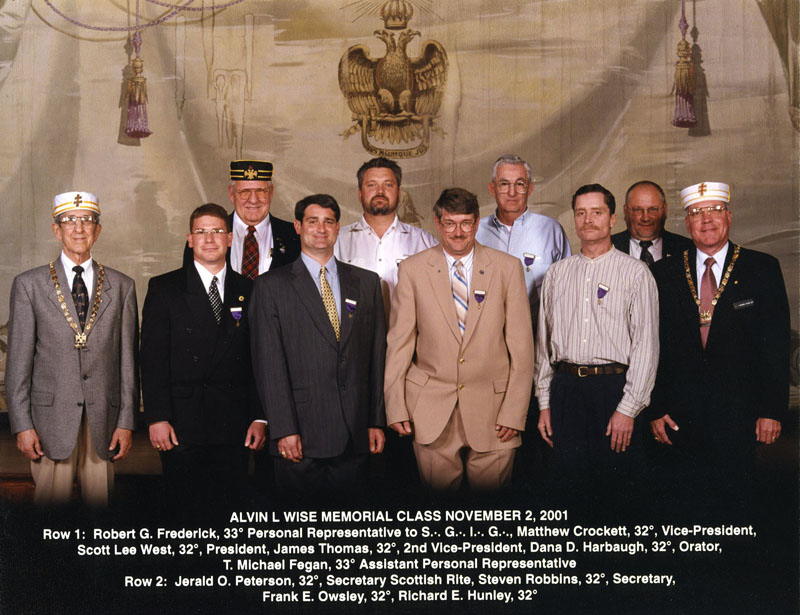 ALVIN L WISE MEMORIAL CLASS NOVEMBER 2, 2001
Row 1: Robert G. Frederick, 33° Personal Representative to S.·. G.·. I.·. G.·., Matthew Crockett, 32°, Vice-President,
Scott Lee West, 32°, President, James Thomas, 32°, 2nd Vice-President, Dana D. Harbaugh, 32°, Orator,
T. Michael Fegan, 33° Assistant Personal Representative
Row 2: Jerald O. Peterson, 32°, Secretary Scottish Rite, Steven Robbins, 32°, Secretary,
Frank E. Owsley, 32°, Richard E. Hunley, 32°